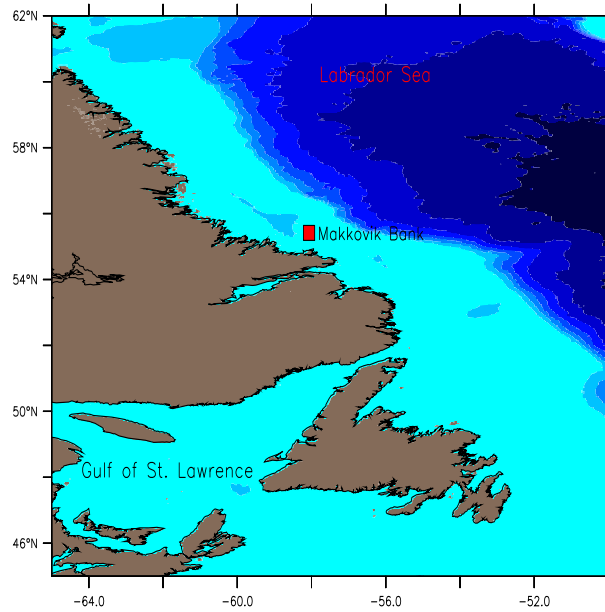 62°N
Labrador Sea
58°N
Makkovik Bank
54°N
50°N
Gulf of St. Lawrence
46°N
-64.0 -60.0 -56.0 -52.0